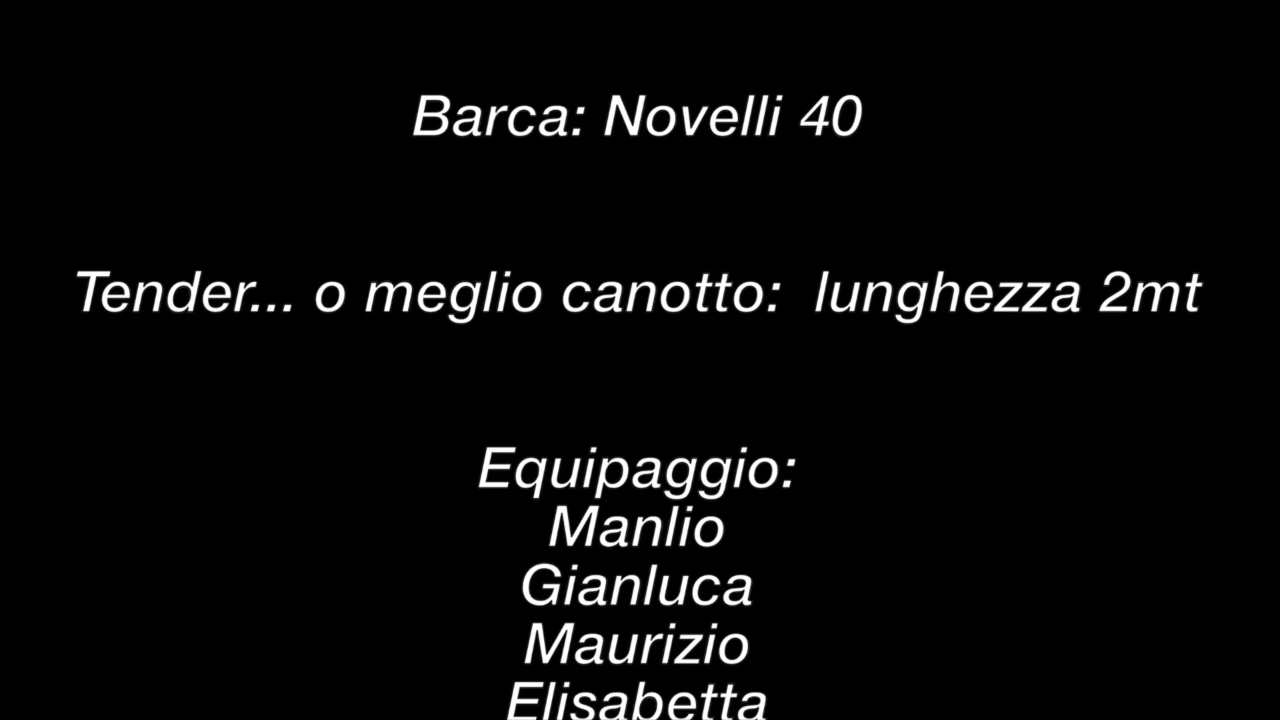 Barca: Novelli 40
Tender... o meglio canotto:  lunghezza 2mt
Equipaggio:
Manlio
Gianluca
Maurizio
Elisabetta